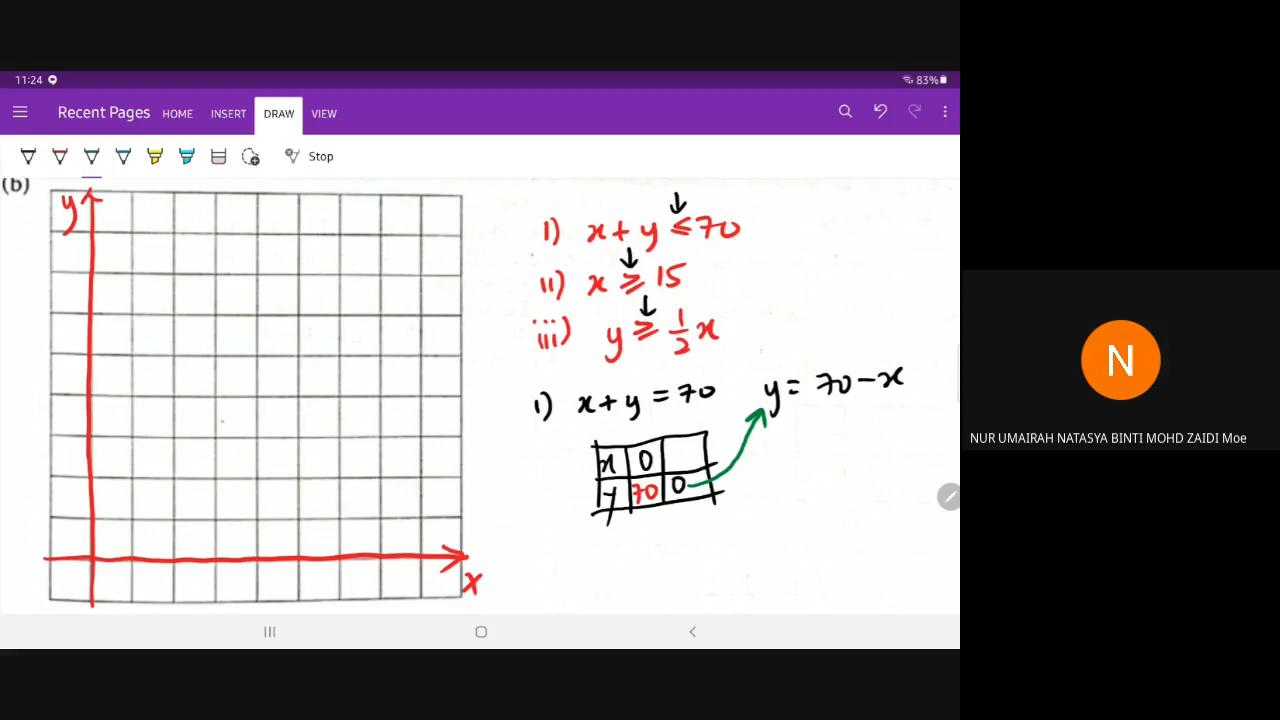 11:24 83%
Recent Pages HOME INSERT DRAW VIEW
Stop
(b)
y
x
i) x + y ≤ 70
ii) x ≥ 15
iii) y ≥ 1/2 x
i) x + y = 70 y = 70 - x
x 0
y 70 0
N
NUR UMAIRAH NATASYA BINTI MOHD ZAIDI Moe